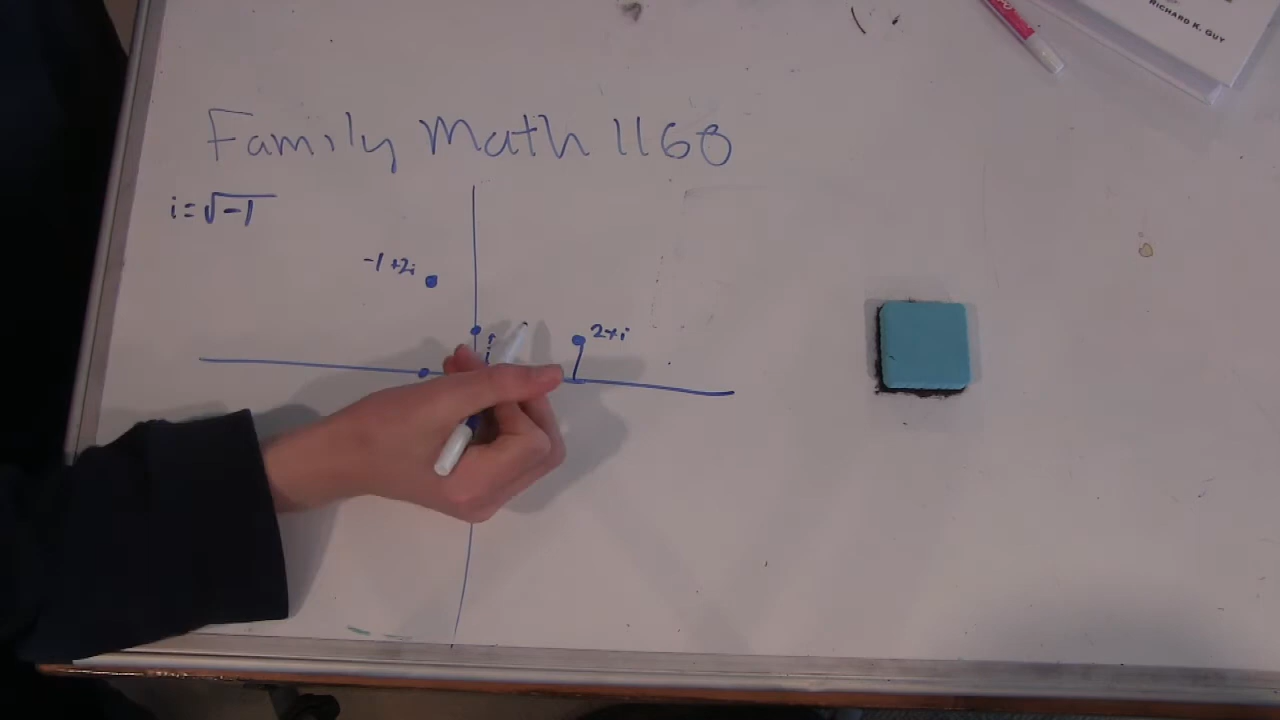 RICHARD K. GUY
Family Math 1168
i=√-1
-1+2i
2+i
i